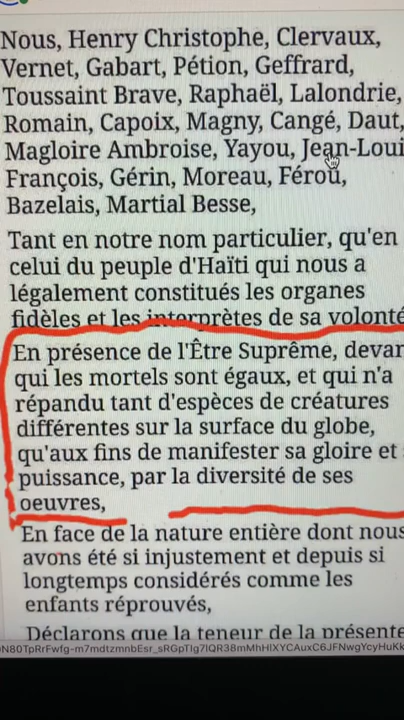 Nous, Henry Christophe, Clervaux,
Vernet, Gabart, Pétion, Geffrard,
Toussaint Brave, Raphaël, Lalondrie,
Romain, Capoix, Magny, Cangé, Daut,
Magloire Ambroise, Yayou, Jean-Loui
François, Gérin, Moreau, Férou,
Bazelais, Martial Besse,
Tant en notre nom particulier, qu'en
celui du peuple d'Haïti qui nous a
légalement constitués les organes
fidèles et les interprètes de sa volonté
En présence de l'Être Suprême, devan
qui les mortels sont égaux, et qui n'a
répandu tant d'espèces de créatures
différentes sur la surface du globe,
qu'aux fins de manifester sa gloire et
puissance, par la diversité de ses
oeuvres,
En face de la nature entière dont nous
avons été si injustement et depuis si
longtemps considérés comme les
enfants réprouvés,
Déclarons que la teneur de la présente